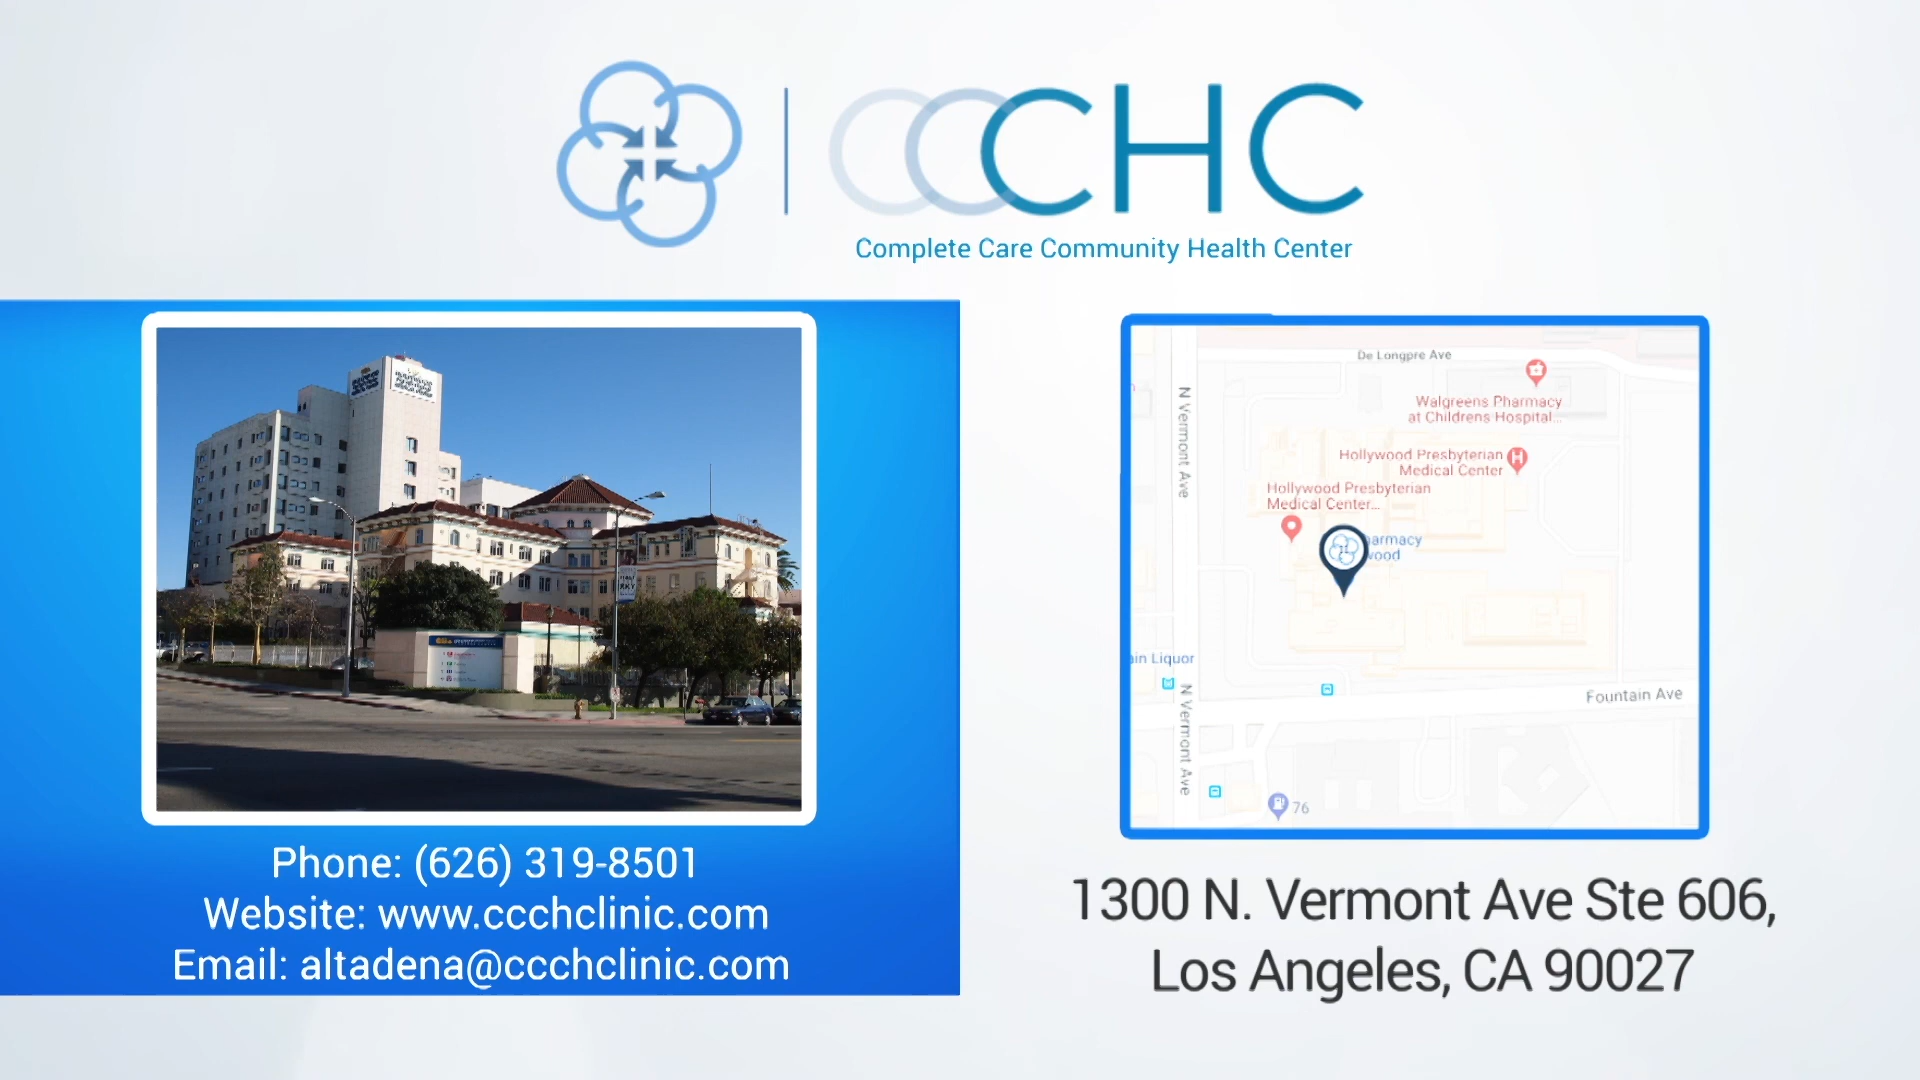 CCCHC
Complete Care Community Health Center
De Longpre Ave
N Vermont Ave
Walgreens Pharmacy
at Childrens Hospital...
Hollywood Presbyterian
Medical Center
Hollywood Presbyterian
Medical Center...
Liquor
Fountain Ave
N Vermont Ave
76
Phone: (626) 319-8501
Website: www.ccchclinic.com
Email: altadena@ccchclinic.com
1300 N. Vermont Ave Ste 606,
Los Angeles, CA 90027